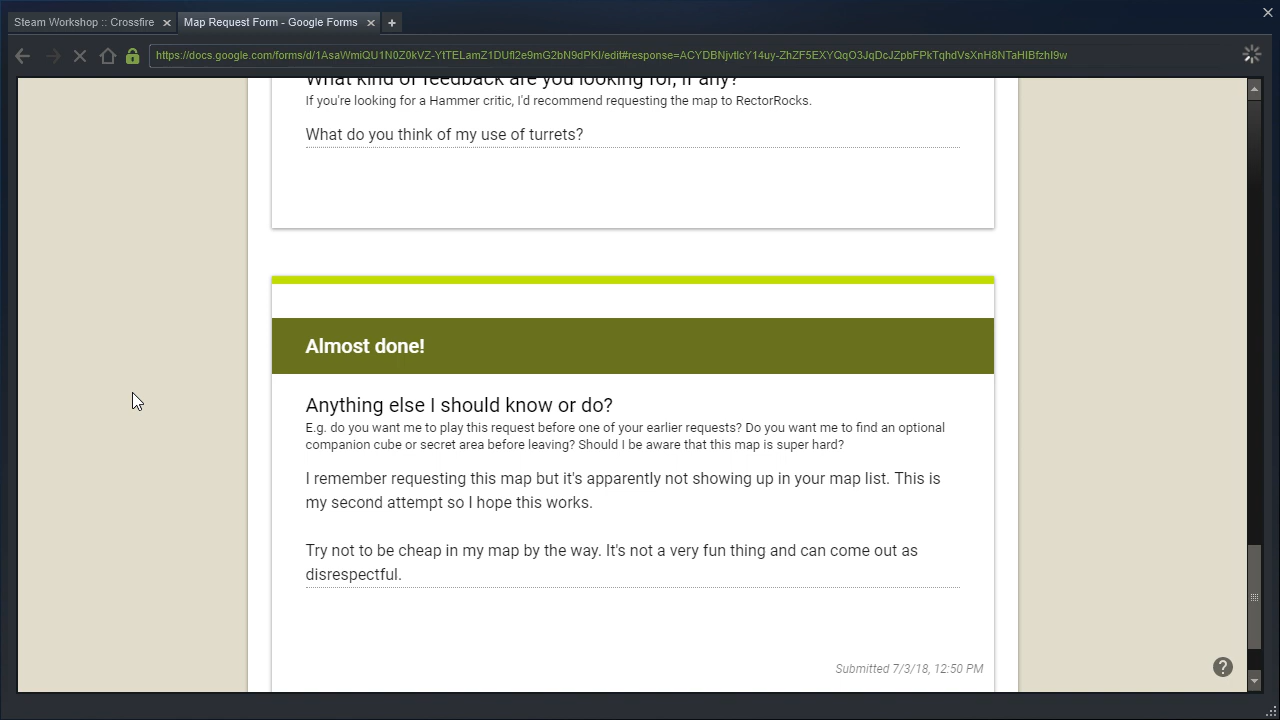 Steam Workshop :: Crossfire
Map Request Form - Google Forms
https://docs.google.com/forms/d/1AsaWmiQU1N0Z0kVZ-YtTELamZ1DUfl2e9mG2bN9dPKI/edit#response=ACYDBNjvtlcY14uy-ZhZF5EXYQqO3JqDcJZpbFPkTqhdVsXnH8NTaHIBfzhI9w
What kind of feedback are you looking for, if any?
If you're looking for a Hammer critic, I'd recommend requesting the map to RectorRocks.
What do you think of my use of turrets?
Almost done!
Anything else I should know or do?
E.g. do you want me to play this request before one of your earlier requests? Do you want me to find an optional
companion cube or secret area before leaving? Should I be aware that this map is super hard?
I remember requesting this map but it's apparently not showing up in your map list. This is
my second attempt so I hope this works.
Try not to be cheap in my map by the way. It's not a very fun thing and can come out as
disrespectful.
Submitted 7/3/18, 12:50 PM